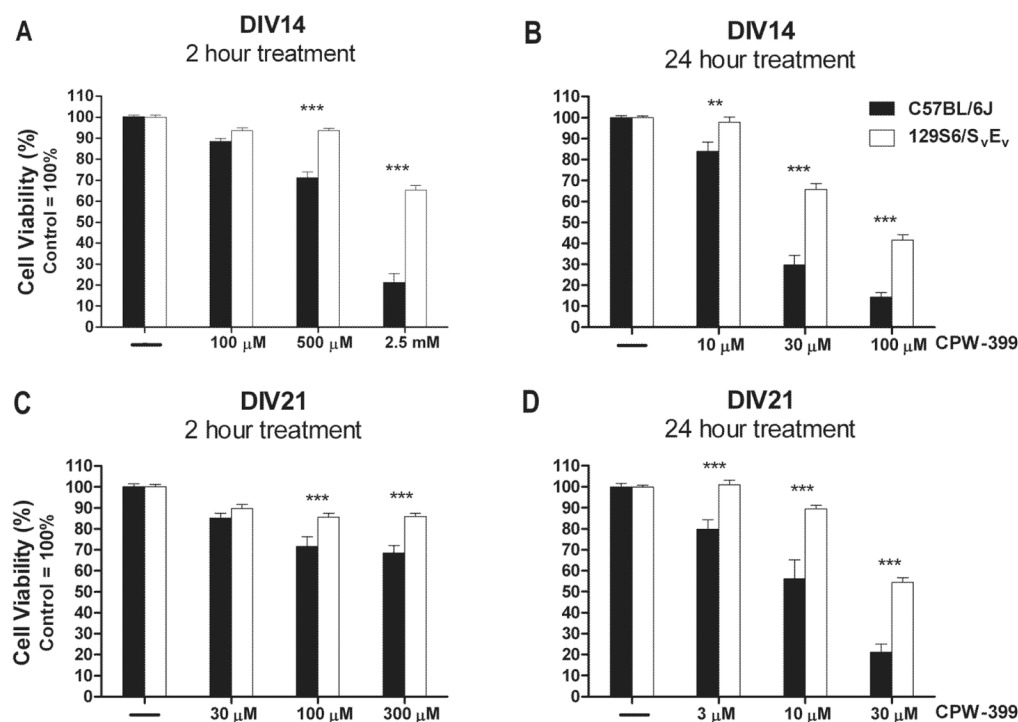 A
DIV14
2 hour treatment
Cell Viability (%)
Control = 100%
110
100
90
80
70
60
50
40
30
20
10
0
***
***
100 μM
500 μM
2.5 mM
B
DIV14
24 hour treatment
110
100
90
80
70
60
50
40
30
20
10
0
**
***
***
C57BL/6J
129S6/SvEv
10 μM
30 μM
100 μM
CPW-399
C
DIV21
2 hour treatment
Cell Viability (%)
Control = 100%
110
100
90
80
70
60
50
40
30
20
10
0
***
***
30 μM
100 μM
300 μM
D
DIV21
24 hour treatment
110
100
90
80
70
60
50
40
30
20
10
0
***
***
***
3 μM
10 μM
30 μM
CPW-399